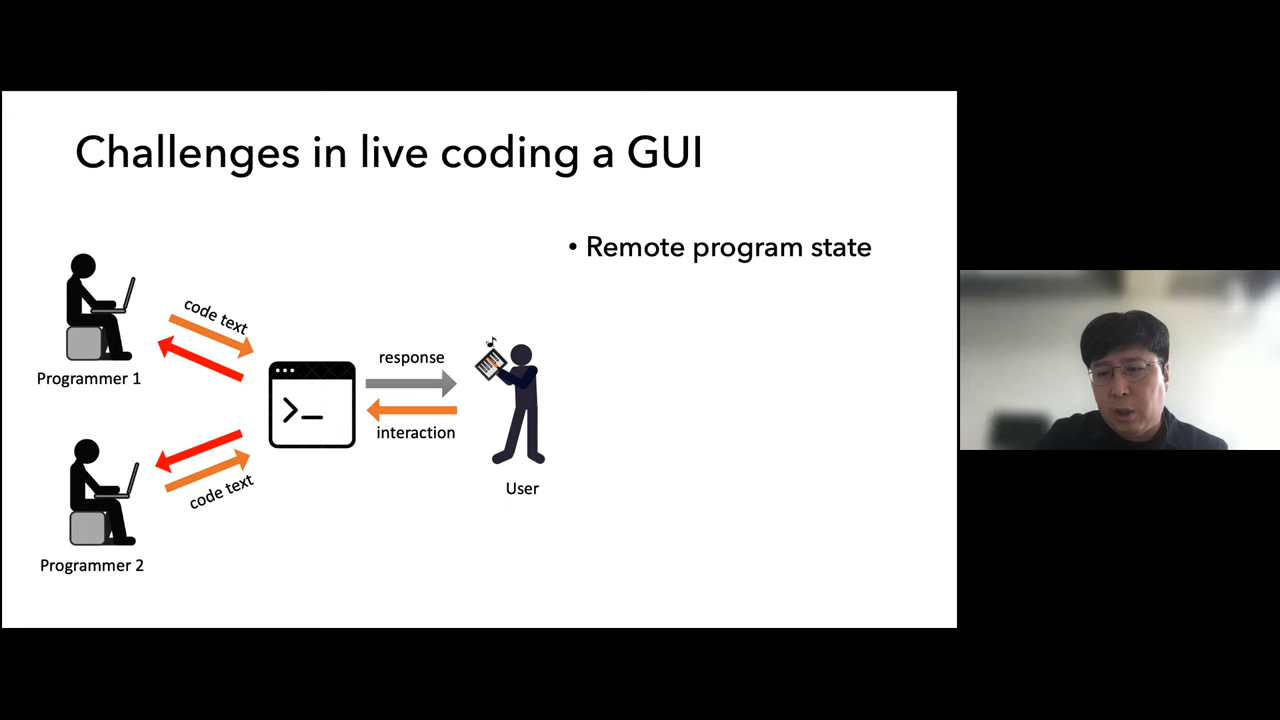 Challenges in live coding a GUI
• Remote program state
code text
Programmer 1
response
interaction
code text
User
Programmer 2